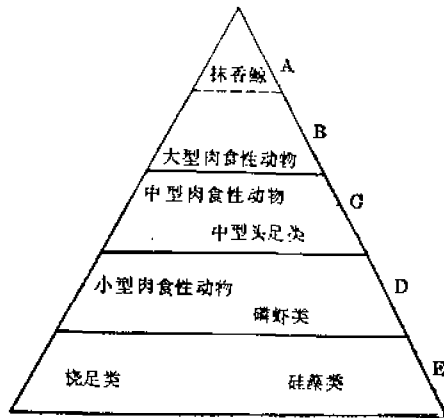 抹香鲸 A
B
大型肉食性动物
中型肉食性动物 C
中型头足类
小型肉食性动物 D
磷虾类
桡足类 硅藻类 E